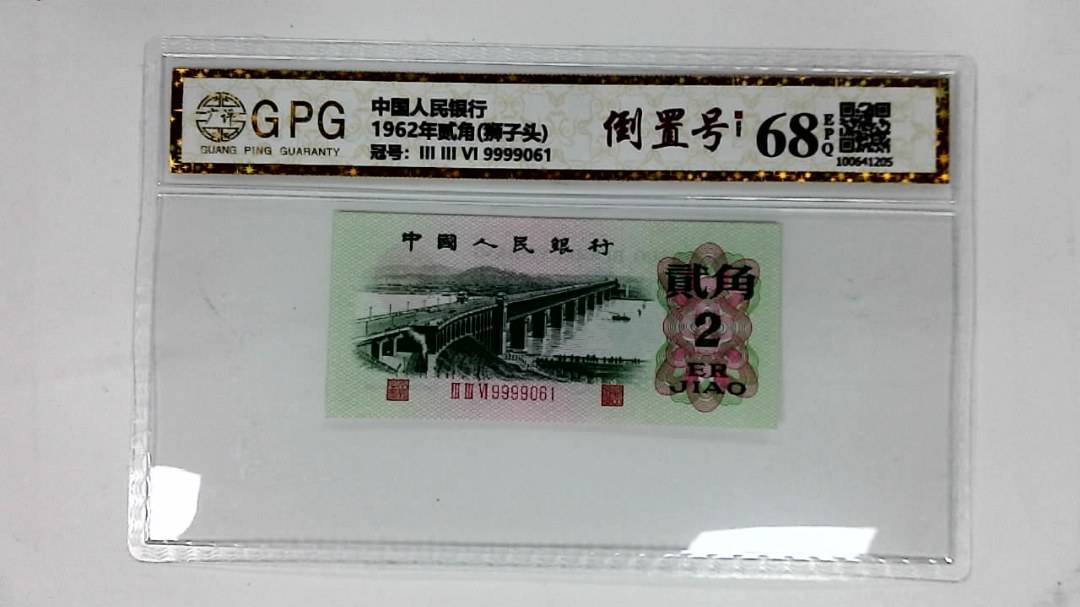 广评
GPG
GUANG PING GUARANTY
中国人民银行
1962年贰角(狮子头)
冠号: III III VI 9999061
倒置号
68
EPQ
100641205
中國人民銀行
貳角
2
ER
JIAO
III III VI 9999061